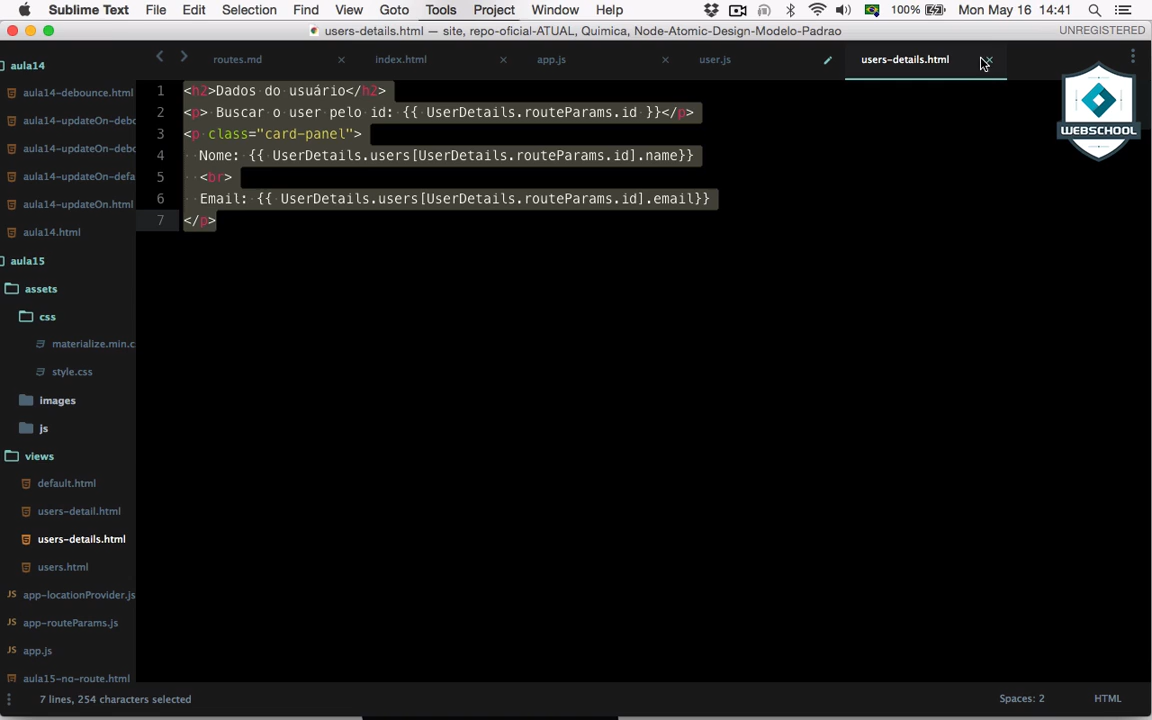 Sublime Text File Edit Selection Find View Goto Tools Project Window Help 100% Mon May 16 14:41
users-details.html — site, repo-oficial-ATUAL, Quimica, Node-Atomic-Design-Modelo-Padrao UNREGISTERED
routes.md index.html app.js user.js users-details.html
WEBSCHOOL
aula14
aula14-debounce.html
aula14-updateOn-debo
aula14-updateOn-debo
aula14-updateOn-defa
aula14-updateOn.html
aula14.html
aula15
assets
css
materialize.min.c
style.css
images
js
views
default.html
users-detail.html
users-details.html
users.html
app-locationProvider.js
app-routeParams.js
app.js
aula15-ng-route.html
1 <h2>Dados do usuário</h2>
2 <p> Buscar o user pelo id: {{ UserDetails.routeParams.id }}</p>
3 <p class="card-panel">
4 Nome: {{ UserDetails.users[UserDetails.routeParams.id].name}}
5 <br>
6 Email: {{ UserDetails.users[UserDetails.routeParams.id].email}}
7 </p>
7 lines, 254 characters selected Spaces: 2 HTML